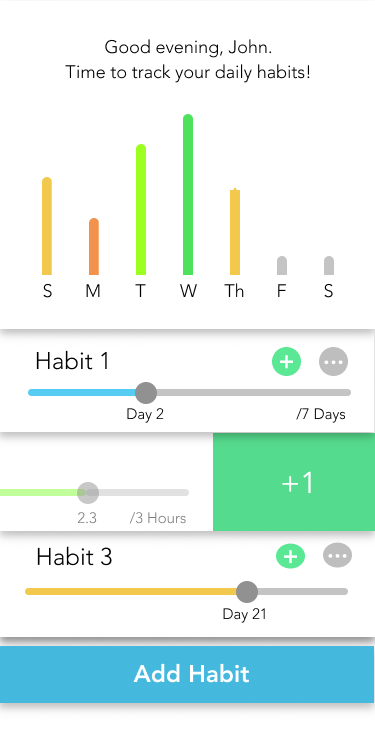 Good evening, John.
Time to track your daily habits!
S M T W Th F S
Habit 1
Day 2 /7 Days
+1
2.3 /3 Hours
Habit 3
Day 21
Add Habit